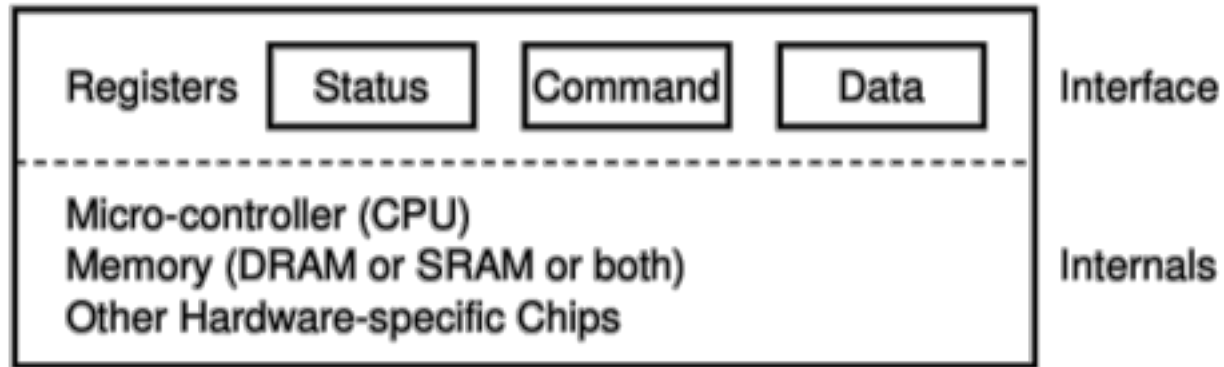 Registers Status Command Data Interface
Micro-controller (CPU)
Memory (DRAM or SRAM or both) Internals
Other Hardware-specific Chips